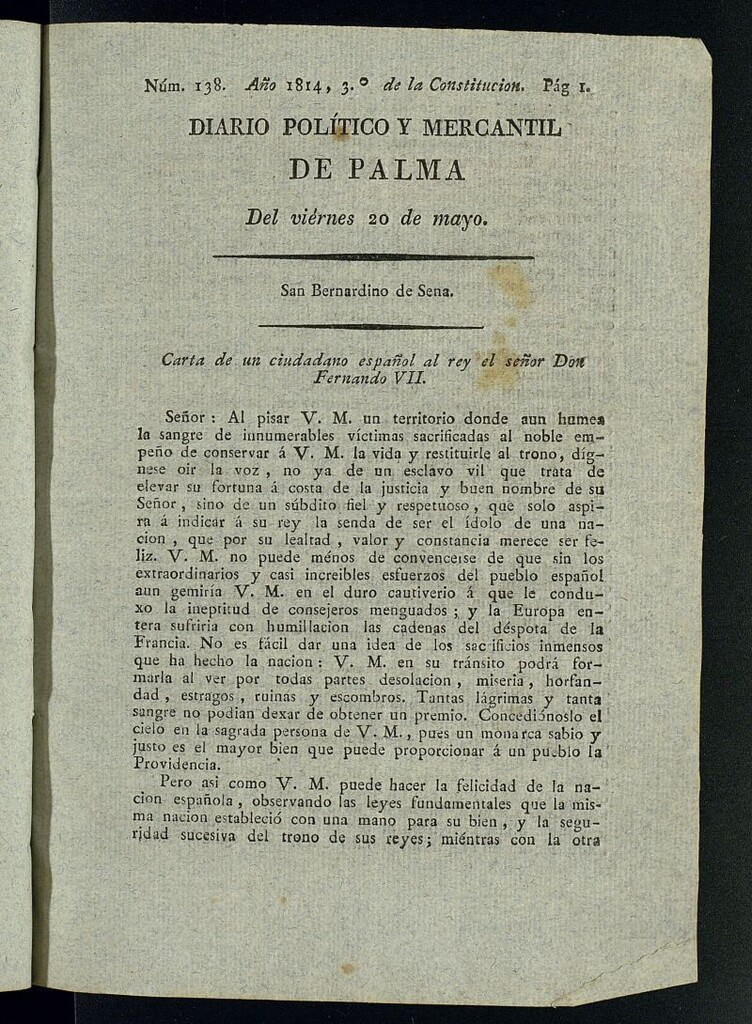 Núm. 138. Año 1814, 3.º de la Constitucion. Pág 1.
DIARIO POLÍTICO Y MERCANTIL
DE PALMA
Del viérnes 20 de mayo.
San Bernardino de Sena.
Carta de un ciudadano español al rey el señor Don
Fernando VII.
Señor : Al pisar V. M. un territorio donde aun humea
la sangre de innumerables víctimas sacrificadas al noble em-
peño de conservar á V. M. la vida y restituirle al trono, díg-
nese oir la voz , no ya de un esclavo vil que trata de
elevar su fortuna á costa de la justicia y buen nombre de su
Señor , sino de un súbdito fiel y respetuoso , que solo aspi-
ra á indicar á su rey la senda de ser el ídolo de una na-
cion , que por su lealtad , valor y constancia merece ser fe-
liz. V. M. no puede ménos de convencerse de que sin los
extraordinarios y casi increibles esfuerzos del pueblo español
aun gemiria V. M. en el duro cautiverio á que le condu-
xo la ineptitud de consejeros menguados ; y la Europa en-
tera sufriria con humillacion las cadenas del déspota de la
Francia. No es fácil dar una idea de los sacrificios inmensos
que ha hecho la nacion : V. M. en su tránsito podrá for-
marla al ver por todas partes desolacion , miseria , horfan-
dad , estragos , ruinas y escombros. Tantas lágrimas y tanta
sangre no podian dexar de obtener un premio. Concediónoslo el
cielo en la sagrada persona de V. M. , pues un monarca sabio y
justo es el mayor bien que puede proporcionar á un pueblo la
Providencia.
Pero asi como V. M. puede hacer la felicidad de la na-
cion española , observando las leyes fundamentales que la mis-
ma nacion estableció con una mano para su bien , y la segu-
ridad sucesiva del trono de sus reyes; miéntras con la otra